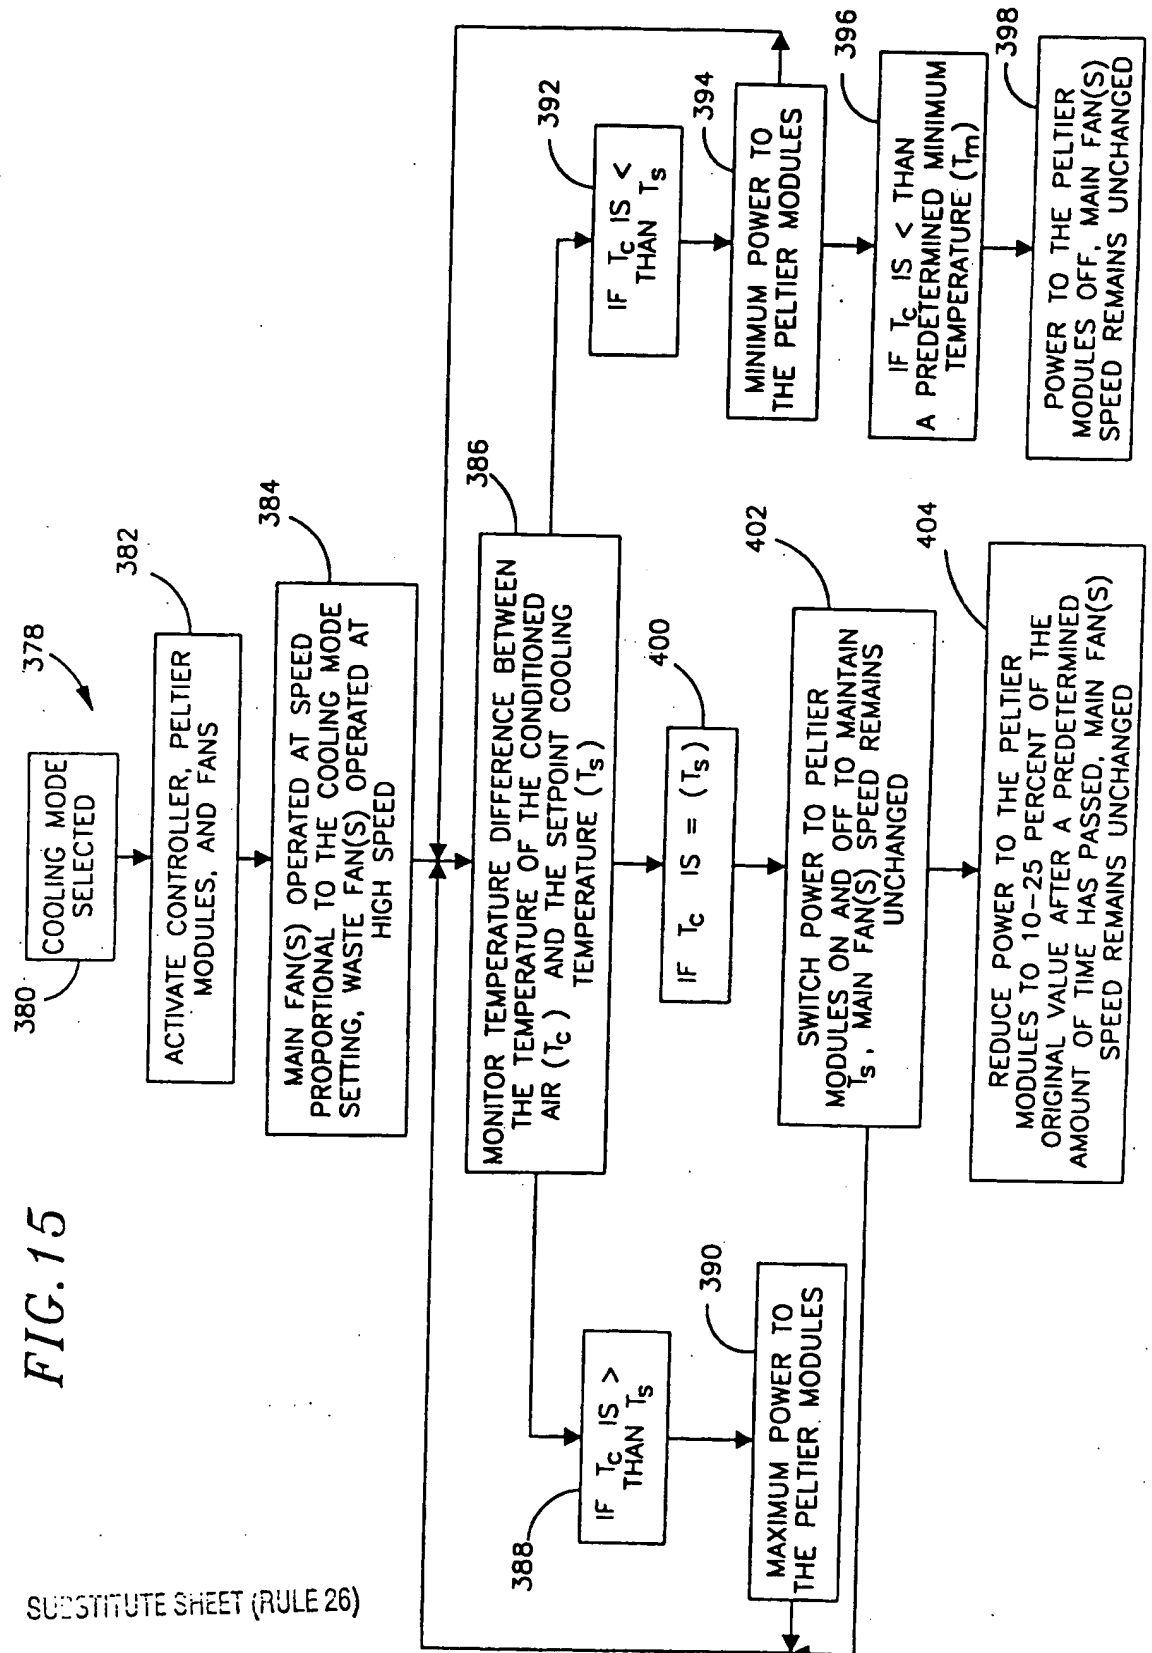 FIG.15
378
380
COOLING MODE
SELECTED
382
ACTIVATE CONTROLLER, PELTIER
MODULES, AND FANS
384
MAIN FAN(S) OPERATED AT SPEED
PROPORTIONAL TO THE COOLING MODE
SETTING, WASTE FAN(S) OPERATED AT
HIGH SPEED
386
MONITOR TEMPERATURE DIFFERENCE BETWEEN
THE TEMPERATURE OF THE CONDITIONED
AIR (Tc) AND THE SETPOINT COOLING
TEMPERATURE (Ts)
388
IF Tc IS >
THAN Ts
390
MAXIMUM POWER TO
THE PELTIER MODULES
400
IF Tc IS = (Ts)
402
SWITCH POWER TO PELTIER
MODULES ON AND OFF TO MAINTAIN
Ts, MAIN FAN(S) SPEED REMAINS
UNCHANGED
404
REDUCE POWER TO THE PELTIER
MODULES TO 10-25 PERCENT OF THE
ORIGINAL VALUE AFTER A PREDETERMINED
AMOUNT OF TIME HAS PASSED, MAIN FAN(S)
SPEED REMAINS UNCHANGED
392
IF Tc IS <
THAN Ts
394
MINIMUM POWER TO
THE PELTIER MODULES
396
IF Tc IS < THAN
A PREDETERMINED MINIMUM
TEMPERATURE (Tm)
398
POWER TO THE PELTIER
MODULES OFF, MAIN FAN(S)
SPEED REMAINS UNCHANGED
SUBSTITUTE SHEET (RULE 26)